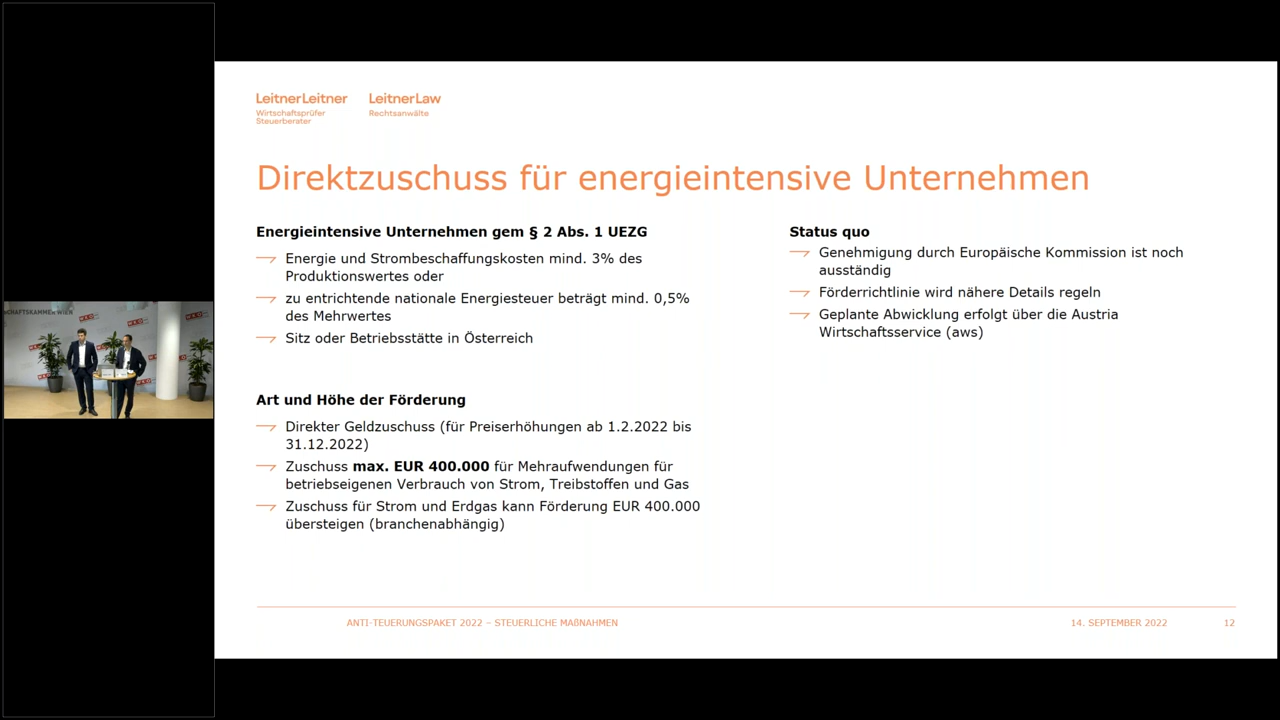 LeitnerLeitner
Wirtschaftsprüfer
Steuerberater
LeitnerLaw
Rechtsanwälte
Direktzuschuss für energieintensive Unternehmen
Energieintensive Unternehmen gem § 2 Abs. 1 UEZG
Energie und Strombeschaffungskosten mind. 3% des
Produktionswertes oder
zu entrichtende nationale Energiesteuer beträgt mind. 0,5%
des Mehrwertes
Sitz oder Betriebsstätte in Österreich
Art und Höhe der Förderung
Direkter Geldzuschuss (für Preiserhöhungen ab 1.2.2022 bis
31.12.2022)
Zuschuss max. EUR 400.000 für Mehraufwendungen für
betriebseigenen Verbrauch von Strom, Treibstoffen und Gas
Zuschuss für Strom und Erdgas kann Förderung EUR 400.000
übersteigen (branchenabhängig)
Status quo
Genehmigung durch Europäische Kommission ist noch
ausständig
Förderrichtlinie wird nähere Details regeln
Geplante Abwicklung erfolgt über die Austria
Wirtschaftsservice (aws)
ANTI-TEUERUNGSPAKET 2022 – STEUERLICHE MAßNAHMEN
14. SEPTEMBER 2022
12